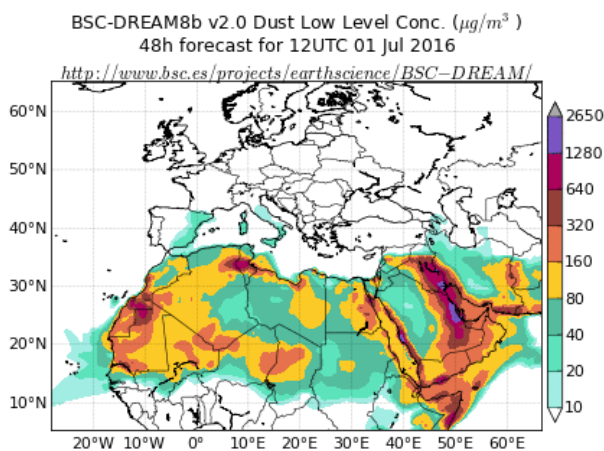 BSC-DREAM8b v2.0 Dust Low Level Conc. (μg/m³ )
48h forecast for 12UTC 01 Jul 2016
http://www.bsc.es/projects/earthscience/BSC−DREAM/
60°N
50°N
40°N
30°N
20°N
10°N
20°W 10°W 0° 10°E 20°E 30°E 40°E 50°E 60°E
2650
1280
640
320
160
80
40
20
10